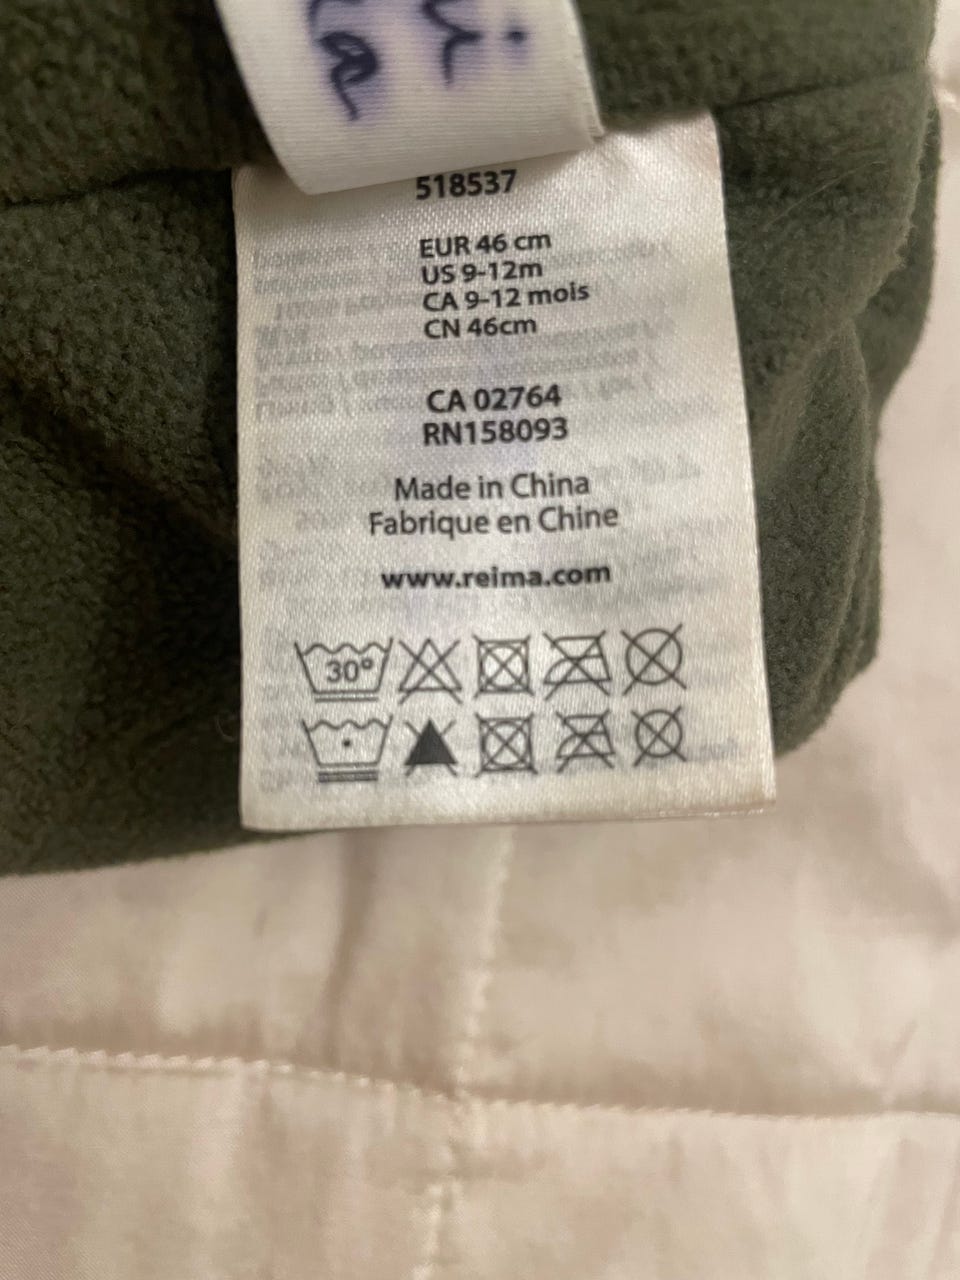 518537
EUR 46 cm
US 9-12m
CA 9-12 mois
CN 46cm
CA 02764
RN158093
Made in China
Fabrique en Chine
www.reima.com
30°